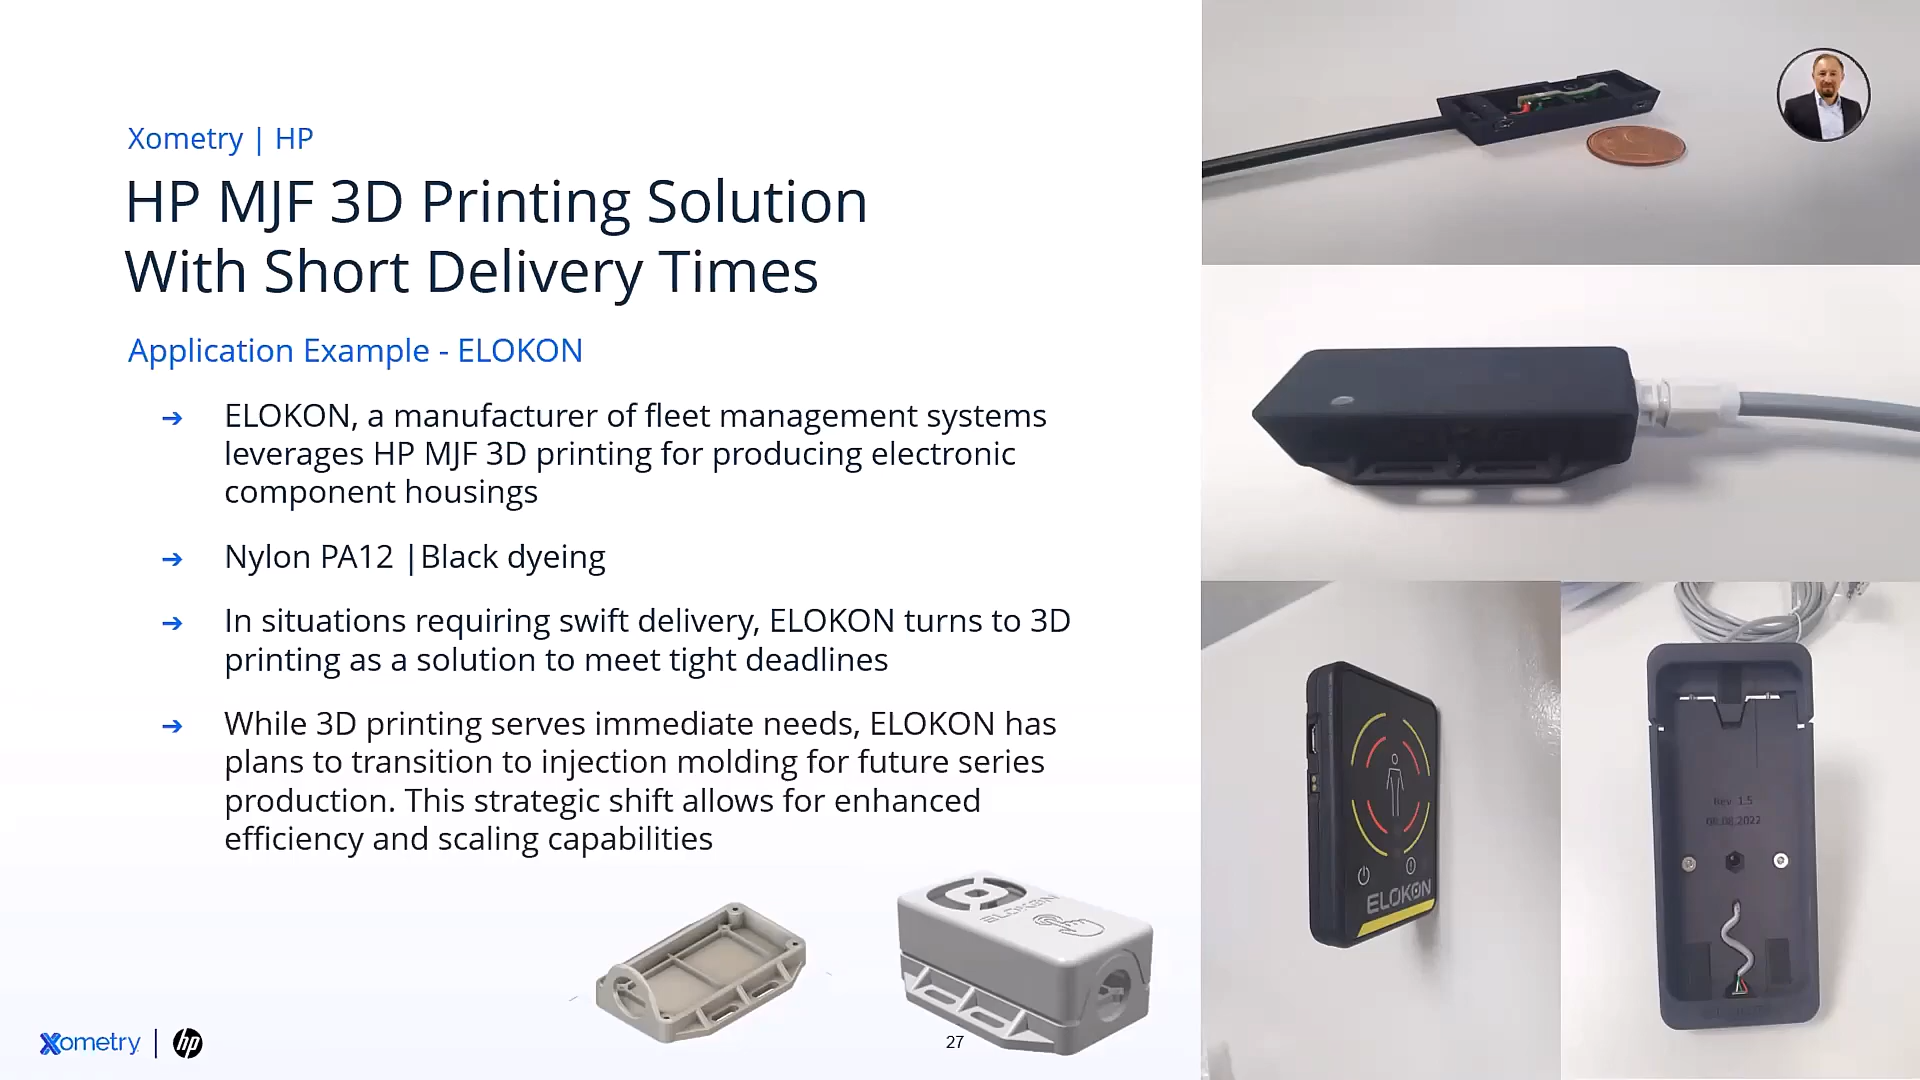 Xometry | HP
HP MJF 3D Printing Solution
With Short Delivery Times
Application Example - ELOKON
➔ ELOKON, a manufacturer of fleet management systems
leverages HP MJF 3D printing for producing electronic
component housings
➔ Nylon PA12 |Black dyeing
➔ In situations requiring swift delivery, ELOKON turns to 3D
printing as a solution to meet tight deadlines
➔ While 3D printing serves immediate needs, ELOKON has
plans to transition to injection molding for future series
production. This strategic shift allows for enhanced
efficiency and scaling capabilities
ELOKON
ELOKON
Rev. 1.5
08.08.2022
Xometry | hp
27